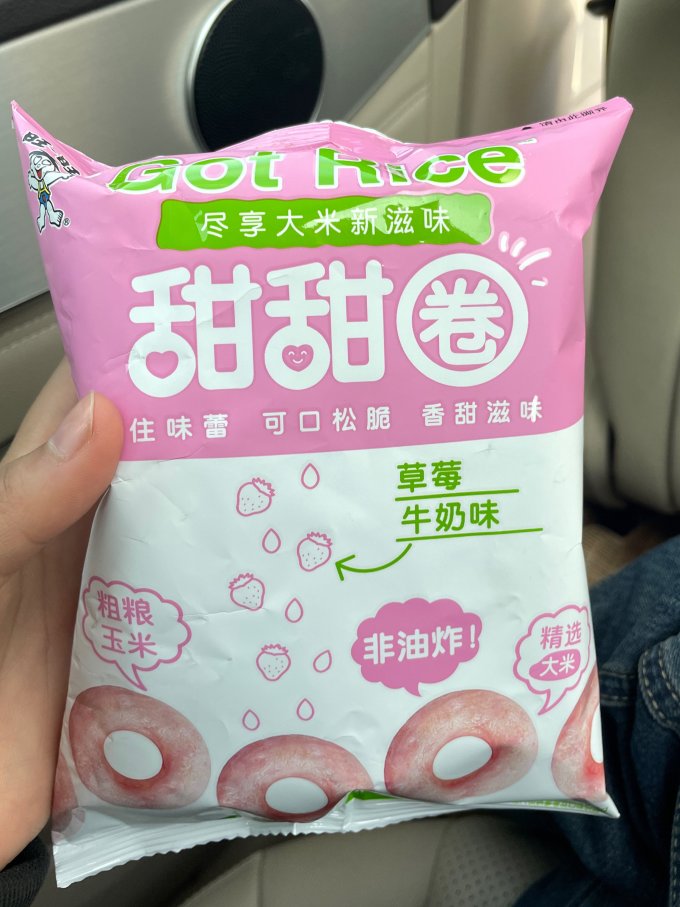 旺旺
Got Rice
尽享大米新滋味
甜甜圈
住味蕾 可口松脆 香甜滋味
草莓
牛奶味
粗粮
玉米
非油炸!
精选
大米